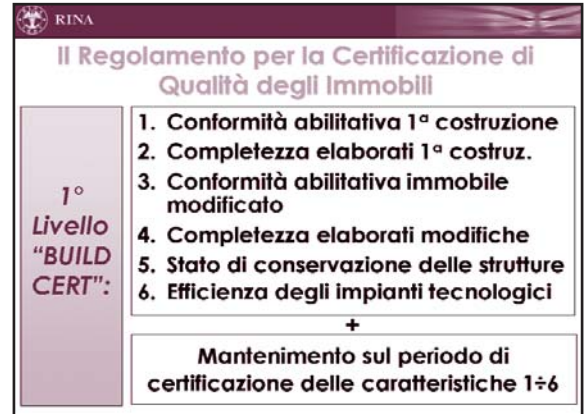 RINA
Il Regolamento per la Certificazione di
Qualità degli Immobili
1°
Livello
"BUILD
CERT":
1. Conformità abilitativa 1ª costruzione
2. Completezza elaborati 1ª costruz.
3. Conformità abilitativa immobile
modificato
4. Completezza elaborati modifiche
5. Stato di conservazione delle strutture
6. Efficienza degli impianti tecnologici
+
Mantenimento sul periodo di
certificazione delle caratteristiche 1÷6